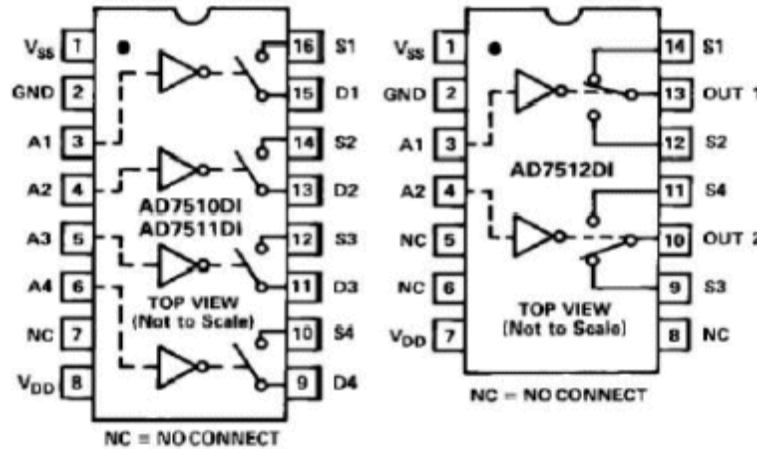 V_SS 1
GND 2
A1 3
A2 4
A3 5
A4 6
NC 7
V_DD 8
16 S1
15 D1
14 S2
13 D2
12 S3
11 D3
10 S4
9 D4
AD7510DI
AD7511DI
TOP VIEW
(Not to Scale)
NC = NO CONNECT
V_SS 1
GND 2
A1 3
A2 4
NC 5
NC 6
V_DD 7
14 S1
13 OUT 1
12 S2
11 S4
10 OUT 2
9 S3
8 NC
AD7512DI
TOP VIEW
(Not to Scale)
NC = NO CONNECT